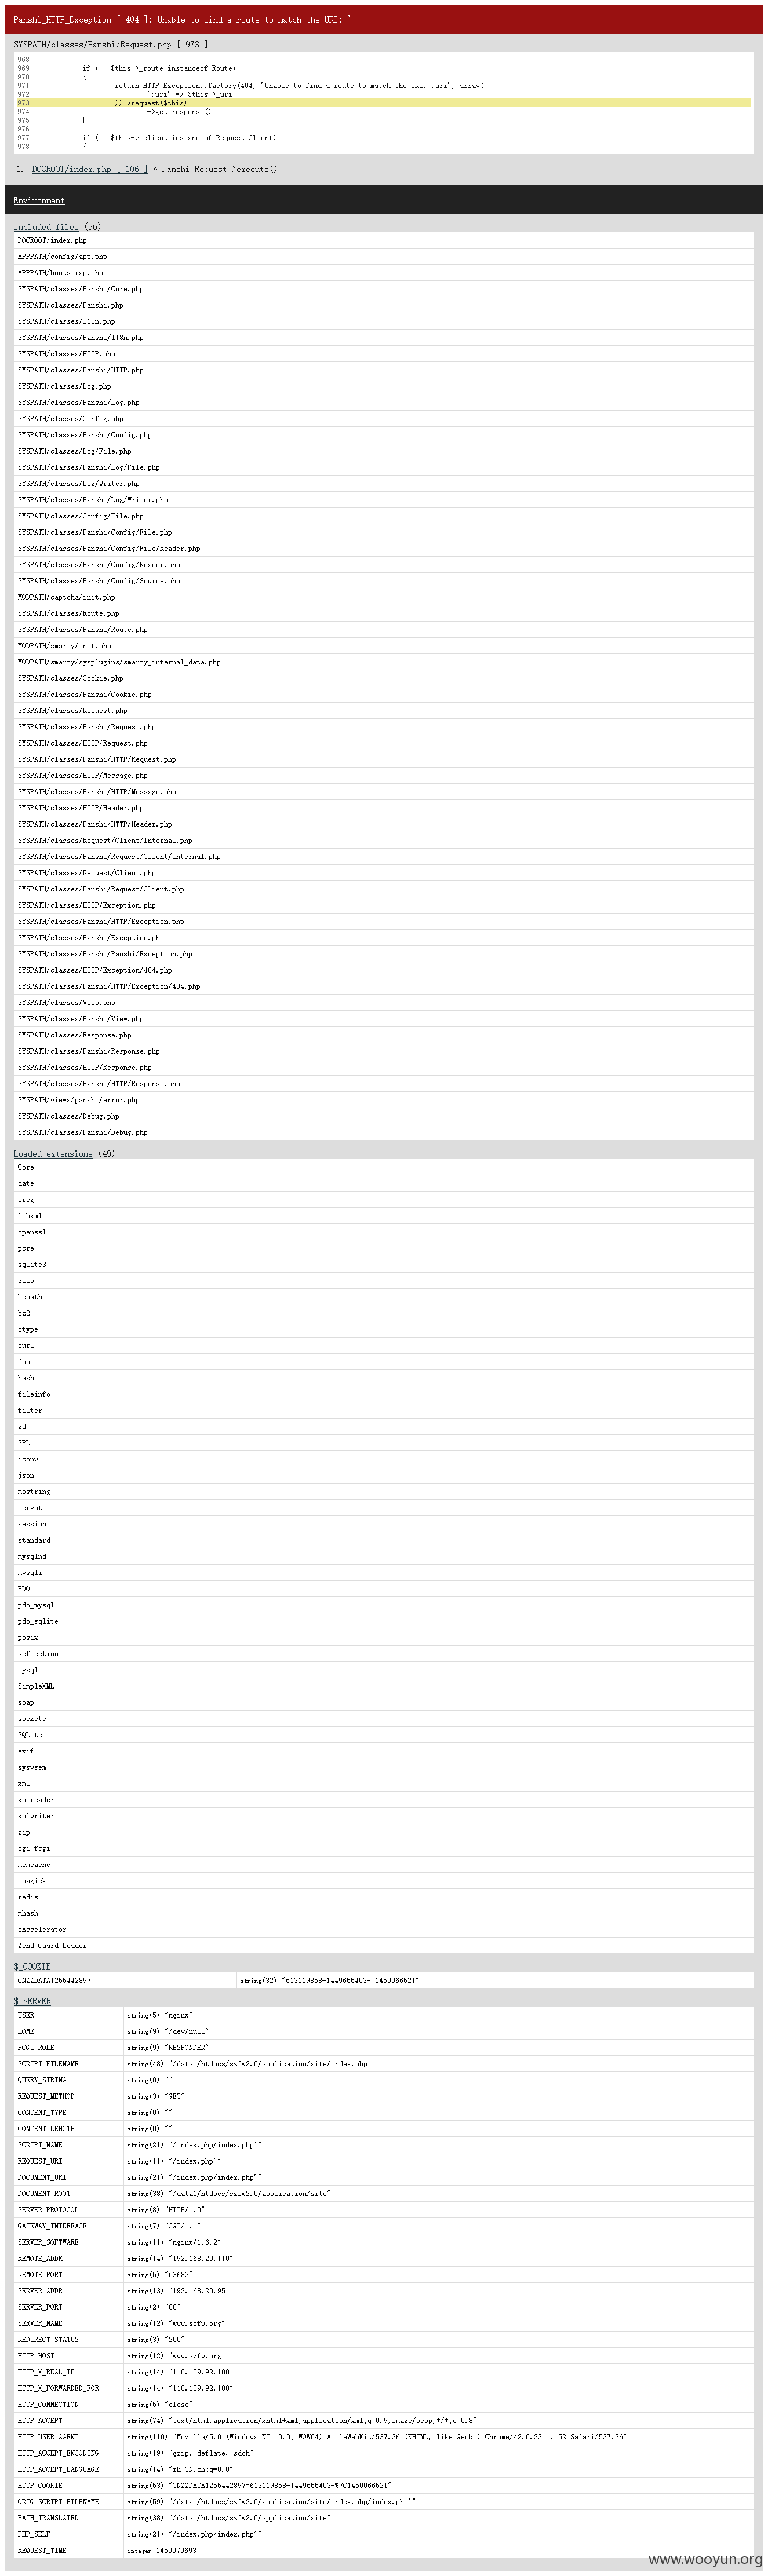 Panshi_HTTP_Exception [ 404 ]: Unable to find a route to match the URI: '
SYSPATH/classes/Panshi/Request.php [ 973 ]
968
969 if ( ! $this->_route instanceof Route)
970 {
971 return HTTP_Exception::factory(404, 'Unable to find a route to match the URI: :uri', array(
972 ':uri' => $this->_uri,
973 ))->request($this)
974 ->get_response();
975 }
976
977 if ( ! $this->_client instanceof Request_Client)
978 {
1. DOCROOT/index.php [ 106 ] » Panshi_Request->execute()
Environment
Included files (56)
DOCROOT/index.php
APPPATH/config/app.php
APPPATH/bootstrap.php
SYSPATH/classes/Panshi/Core.php
SYSPATH/classes/Panshi.php
SYSPATH/classes/I18n.php
SYSPATH/classes/Panshi/I18n.php
SYSPATH/classes/HTTP.php
SYSPATH/classes/Panshi/HTTP.php
SYSPATH/classes/Log.php
SYSPATH/classes/Panshi/Log.php
SYSPATH/classes/Config.php
SYSPATH/classes/Panshi/Config.php
SYSPATH/classes/Log/File.php
SYSPATH/classes/Panshi/Log/File.php
SYSPATH/classes/Log/Writer.php
SYSPATH/classes/Panshi/Log/Writer.php
SYSPATH/classes/Config/File.php
SYSPATH/classes/Panshi/Config/File.php
SYSPATH/classes/Panshi/Config/File/Reader.php
SYSPATH/classes/Panshi/Config/Reader.php
SYSPATH/classes/Panshi/Config/Source.php
MODPATH/captcha/init.php
SYSPATH/classes/Route.php
SYSPATH/classes/Panshi/Route.php
MODPATH/smarty/init.php
MODPATH/smarty/sysplugins/smarty_internal_data.php
SYSPATH/classes/Cookie.php
SYSPATH/classes/Panshi/Cookie.php
SYSPATH/classes/Request.php
SYSPATH/classes/Panshi/Request.php
SYSPATH/classes/HTTP/Request.php
SYSPATH/classes/Panshi/HTTP/Request.php
SYSPATH/classes/HTTP/Message.php
SYSPATH/classes/Panshi/HTTP/Message.php
SYSPATH/classes/HTTP/Header.php
SYSPATH/classes/Panshi/HTTP/Header.php
SYSPATH/classes/Request/Client/Internal.php
SYSPATH/classes/Panshi/Request/Client/Internal.php
SYSPATH/classes/Request/Client.php
SYSPATH/classes/Panshi/Request/Client.php
SYSPATH/classes/HTTP/Exception.php
SYSPATH/classes/Panshi/HTTP/Exception.php
SYSPATH/classes/Panshi/Exception.php
SYSPATH/classes/Panshi/Panshi/Exception.php
SYSPATH/classes/HTTP/Exception/404.php
SYSPATH/classes/Panshi/HTTP/Exception/404.php
SYSPATH/classes/View.php
SYSPATH/classes/Panshi/View.php
SYSPATH/classes/Response.php
SYSPATH/classes/Panshi/Response.php
SYSPATH/classes/HTTP/Response.php
SYSPATH/classes/Panshi/HTTP/Response.php
SYSPATH/views/panshi/error.php
SYSPATH/classes/Debug.php
SYSPATH/classes/Panshi/Debug.php
Loaded extensions (49)
Core
date
ereg
libxml
openssl
pcre
sqlite3
zlib
bcmath
bz2
ctype
curl
dom
hash
fileinfo
filter
gd
SPL
iconv
json
mbstring
mcrypt
session
standard
mysqlnd
mysqli
PDO
pdo_mysql
pdo_sqlite
posix
Reflection
mysql
SimpleXML
soap
sockets
SQLite
exif
sysvsem
xml
xmlreader
xmlwriter
zip
cgi-fcgi
memcache
imagick
redis
mhash
eAccelerator
Zend Guard Loader
$_COOKIE
CNZZDATA1255442897 string(32) "613119858-1449655403-|1450066521"
$_SERVER
USER string(5) "nginx"
HOME string(9) "/dev/null"
FCGI_ROLE string(9) "RESPONDER"
SCRIPT_FILENAME string(48) "/data1/htdocs/szfw2.0/application/site/index.php"
QUERY_STRING string(0) ""
REQUEST_METHOD string(3) "GET"
CONTENT_TYPE string(0) ""
CONTENT_LENGTH string(0) ""
SCRIPT_NAME string(21) "/index.php/index.php'"
REQUEST_URI string(11) "/index.php'"
DOCUMENT_URI string(21) "/index.php/index.php'"
DOCUMENT_ROOT string(38) "/data1/htdocs/szfw2.0/application/site"
SERVER_PROTOCOL string(8) "HTTP/1.0"
GATEWAY_INTERFACE string(7) "CGI/1.1"
SERVER_SOFTWARE string(11) "nginx/1.6.2"
REMOTE_ADDR string(14) "192.168.20.110"
REMOTE_PORT string(5) "63683"
SERVER_ADDR string(13) "192.168.20.95"
SERVER_PORT string(2) "80"
SERVER_NAME string(12) "www.szfw.org"
REDIRECT_STATUS string(3) "200"
HTTP_HOST string(12) "www.szfw.org"
HTTP_X_REAL_IP string(14) "110.189.92.100"
HTTP_X_FORWARDED_FOR string(14) "110.189.92.100"
HTTP_CONNECTION string(5) "close"
HTTP_ACCEPT string(74) "text/html,application/xhtml+xml,application/xml;q=0.9,image/webp,*/*;q=0.8"
HTTP_USER_AGENT string(110) "Mozilla/5.0 (Windows NT 10.0; WOW64) AppleWebKit/537.36 (KHTML, like Gecko) Chrome/42.0.2311.152 Safari/537.36"
HTTP_ACCEPT_ENCODING string(19) "gzip, deflate, sdch"
HTTP_ACCEPT_LANGUAGE string(14) "zh-CN,zh;q=0.8"
HTTP_COOKIE string(53) "CNZZDATA1255442897=613119858-1449655403-%7C1450066521"
ORIG_SCRIPT_FILENAME string(59) "/data1/htdocs/szfw2.0/application/site/index.php/index.php'"
PATH_TRANSLATED string(38) "/data1/htdocs/szfw2.0/application/site"
PHP_SELF string(21) "/index.php/index.php'"
REQUEST_TIME integer 1450070693
www.wooyun.org